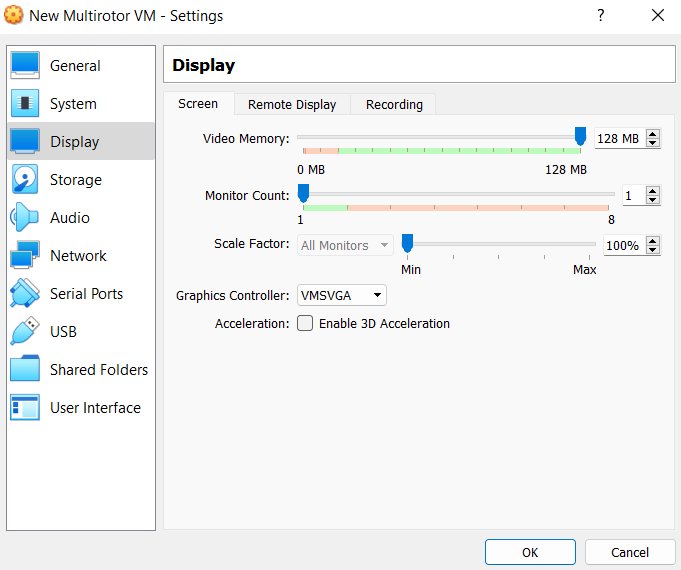 New Multirotor VM - Settings
?
General
System
Display
Storage
Audio
Network
Serial Ports
USB
Shared Folders
User Interface
Display
Screen
Remote Display
Recording
Video Memory:
128 MB
0 MB
128 MB
Monitor Count:
1
1
8
Scale Factor:
All Monitors
100%
Min
Max
Graphics Controller:
VMSVGA
Acceleration:
Enable 3D Acceleration
OK
Cancel